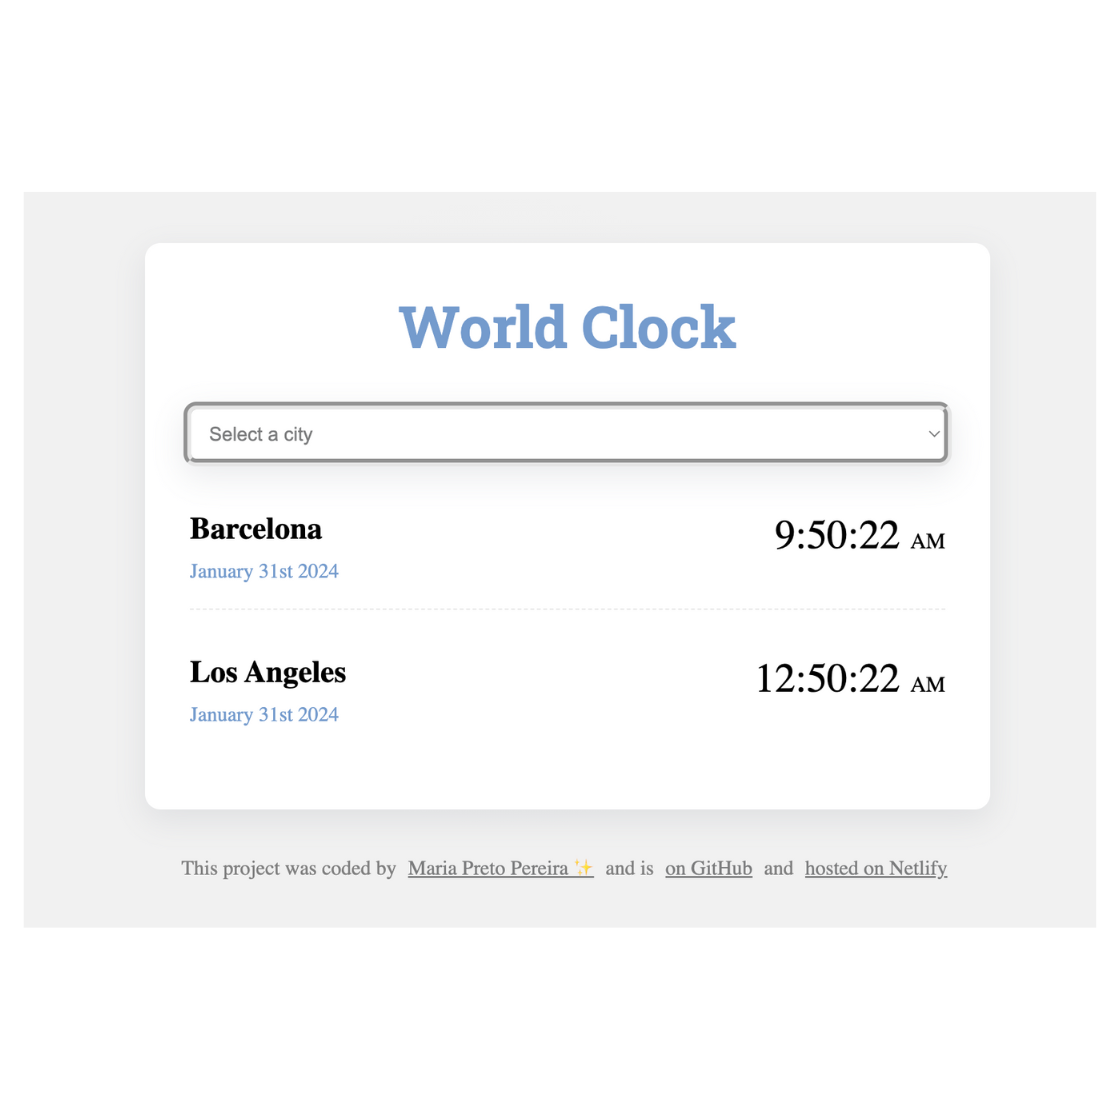 World Clock
Select a city
Barcelona 9:50:22 AM
January 31st 2024
Los Angeles 12:50:22 AM
January 31st 2024
This project was coded by Maria Preto Pereira ✨ and is on GitHub and hosted on Netlify